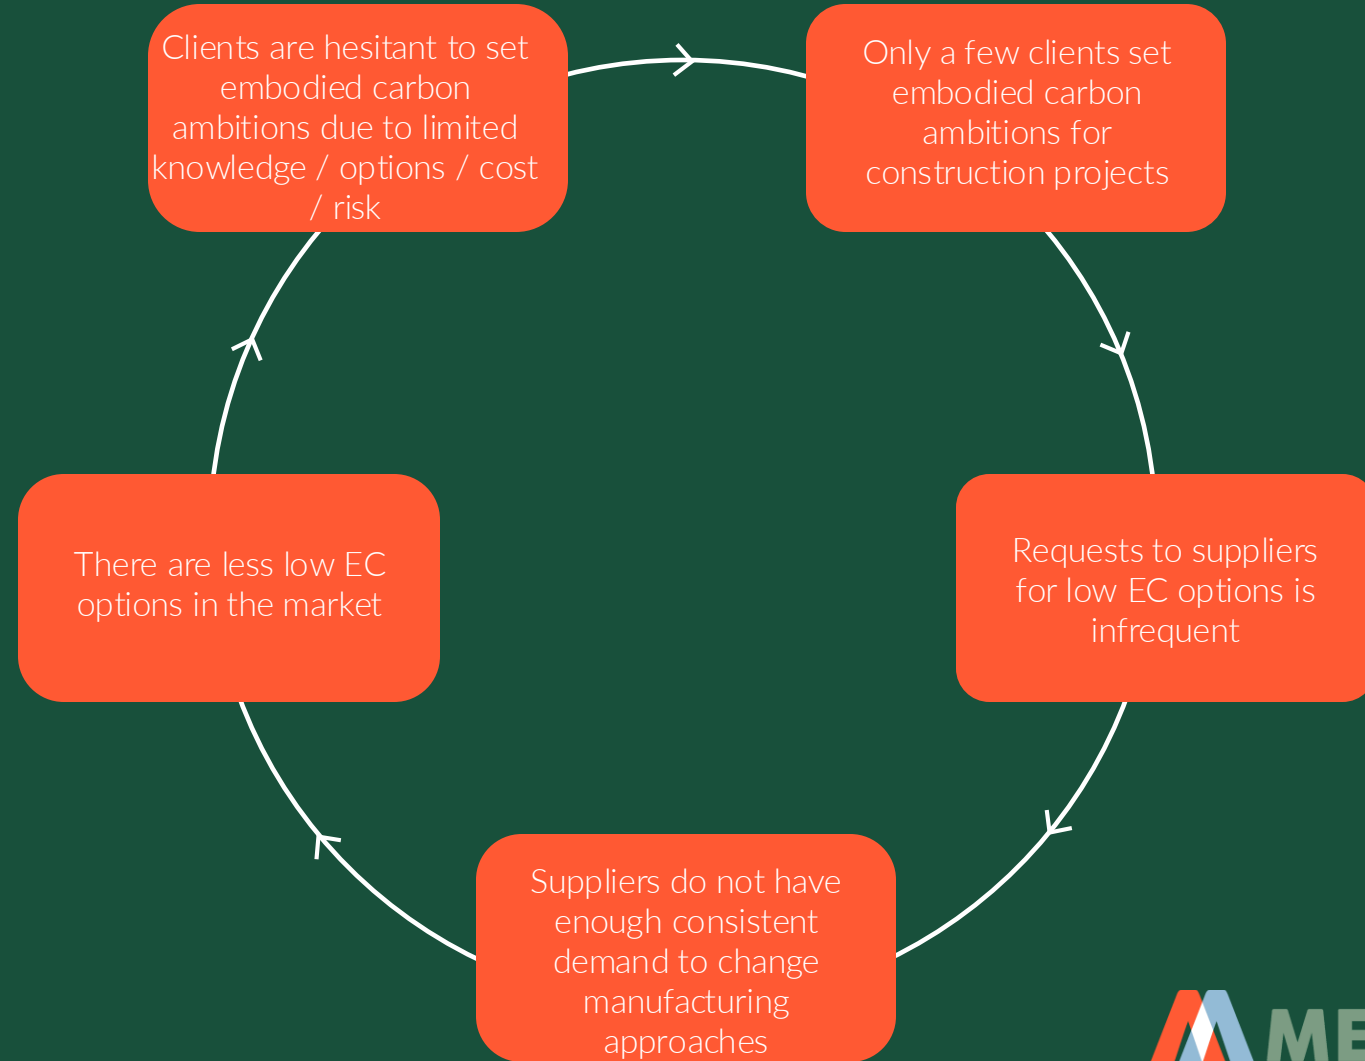 Clients are hesitant to set
embodied carbon
ambitions due to limited
knowledge / options / cost
/ risk
Only a few clients set
embodied carbon
ambitions for
construction projects
Requests to suppliers
for low EC options is
infrequent
Suppliers do not have
enough consistent
demand to change
manufacturing
approaches
There are less low EC
options in the market